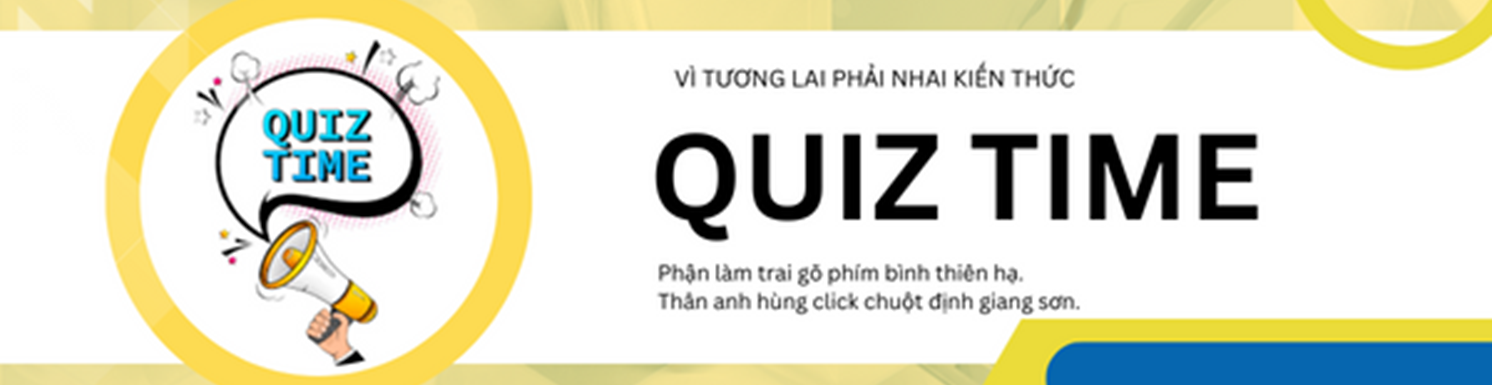 QUIZ
TIME
VÌ TƯƠNG LAI PHẢI NHAI KIẾN THỨC
QUIZ TIME
Phận làm trai gõ phím bình thiên hạ.
Thân anh hùng click chuột định giang sơn.